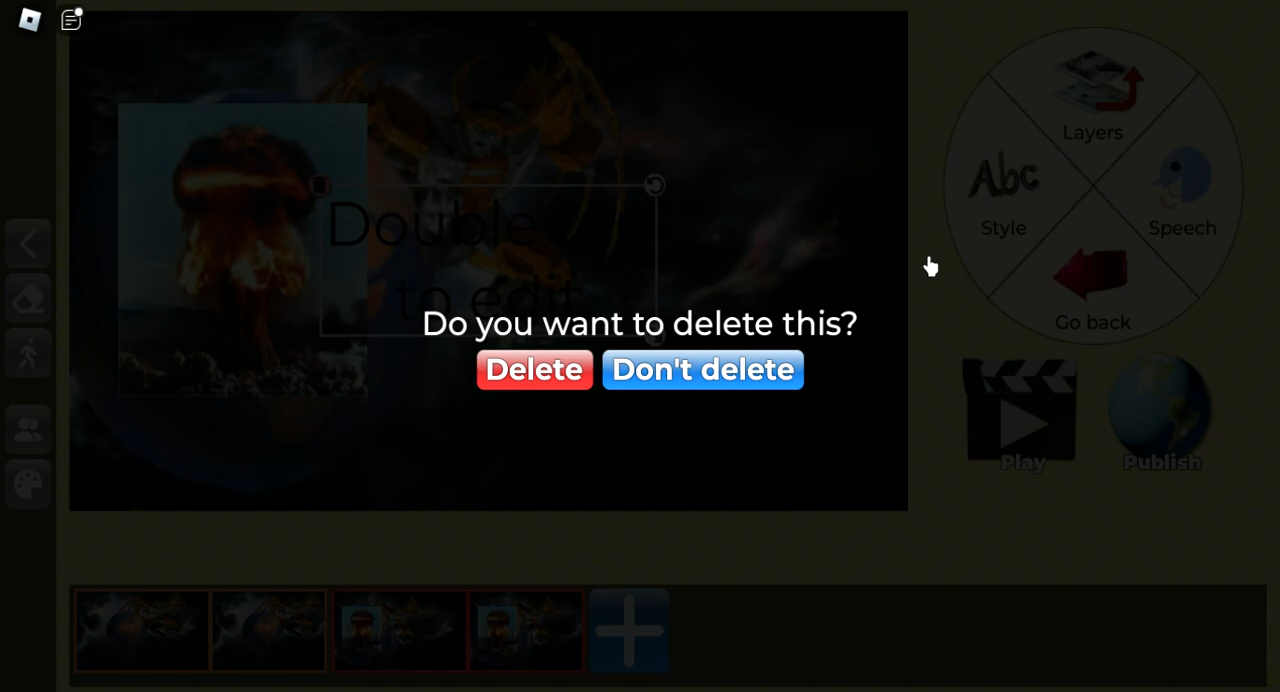 Layers
Abc
Style
Speech
Double
to edit
Do you want to delete this?
Go back
Delete
Don't delete
Play
Publish